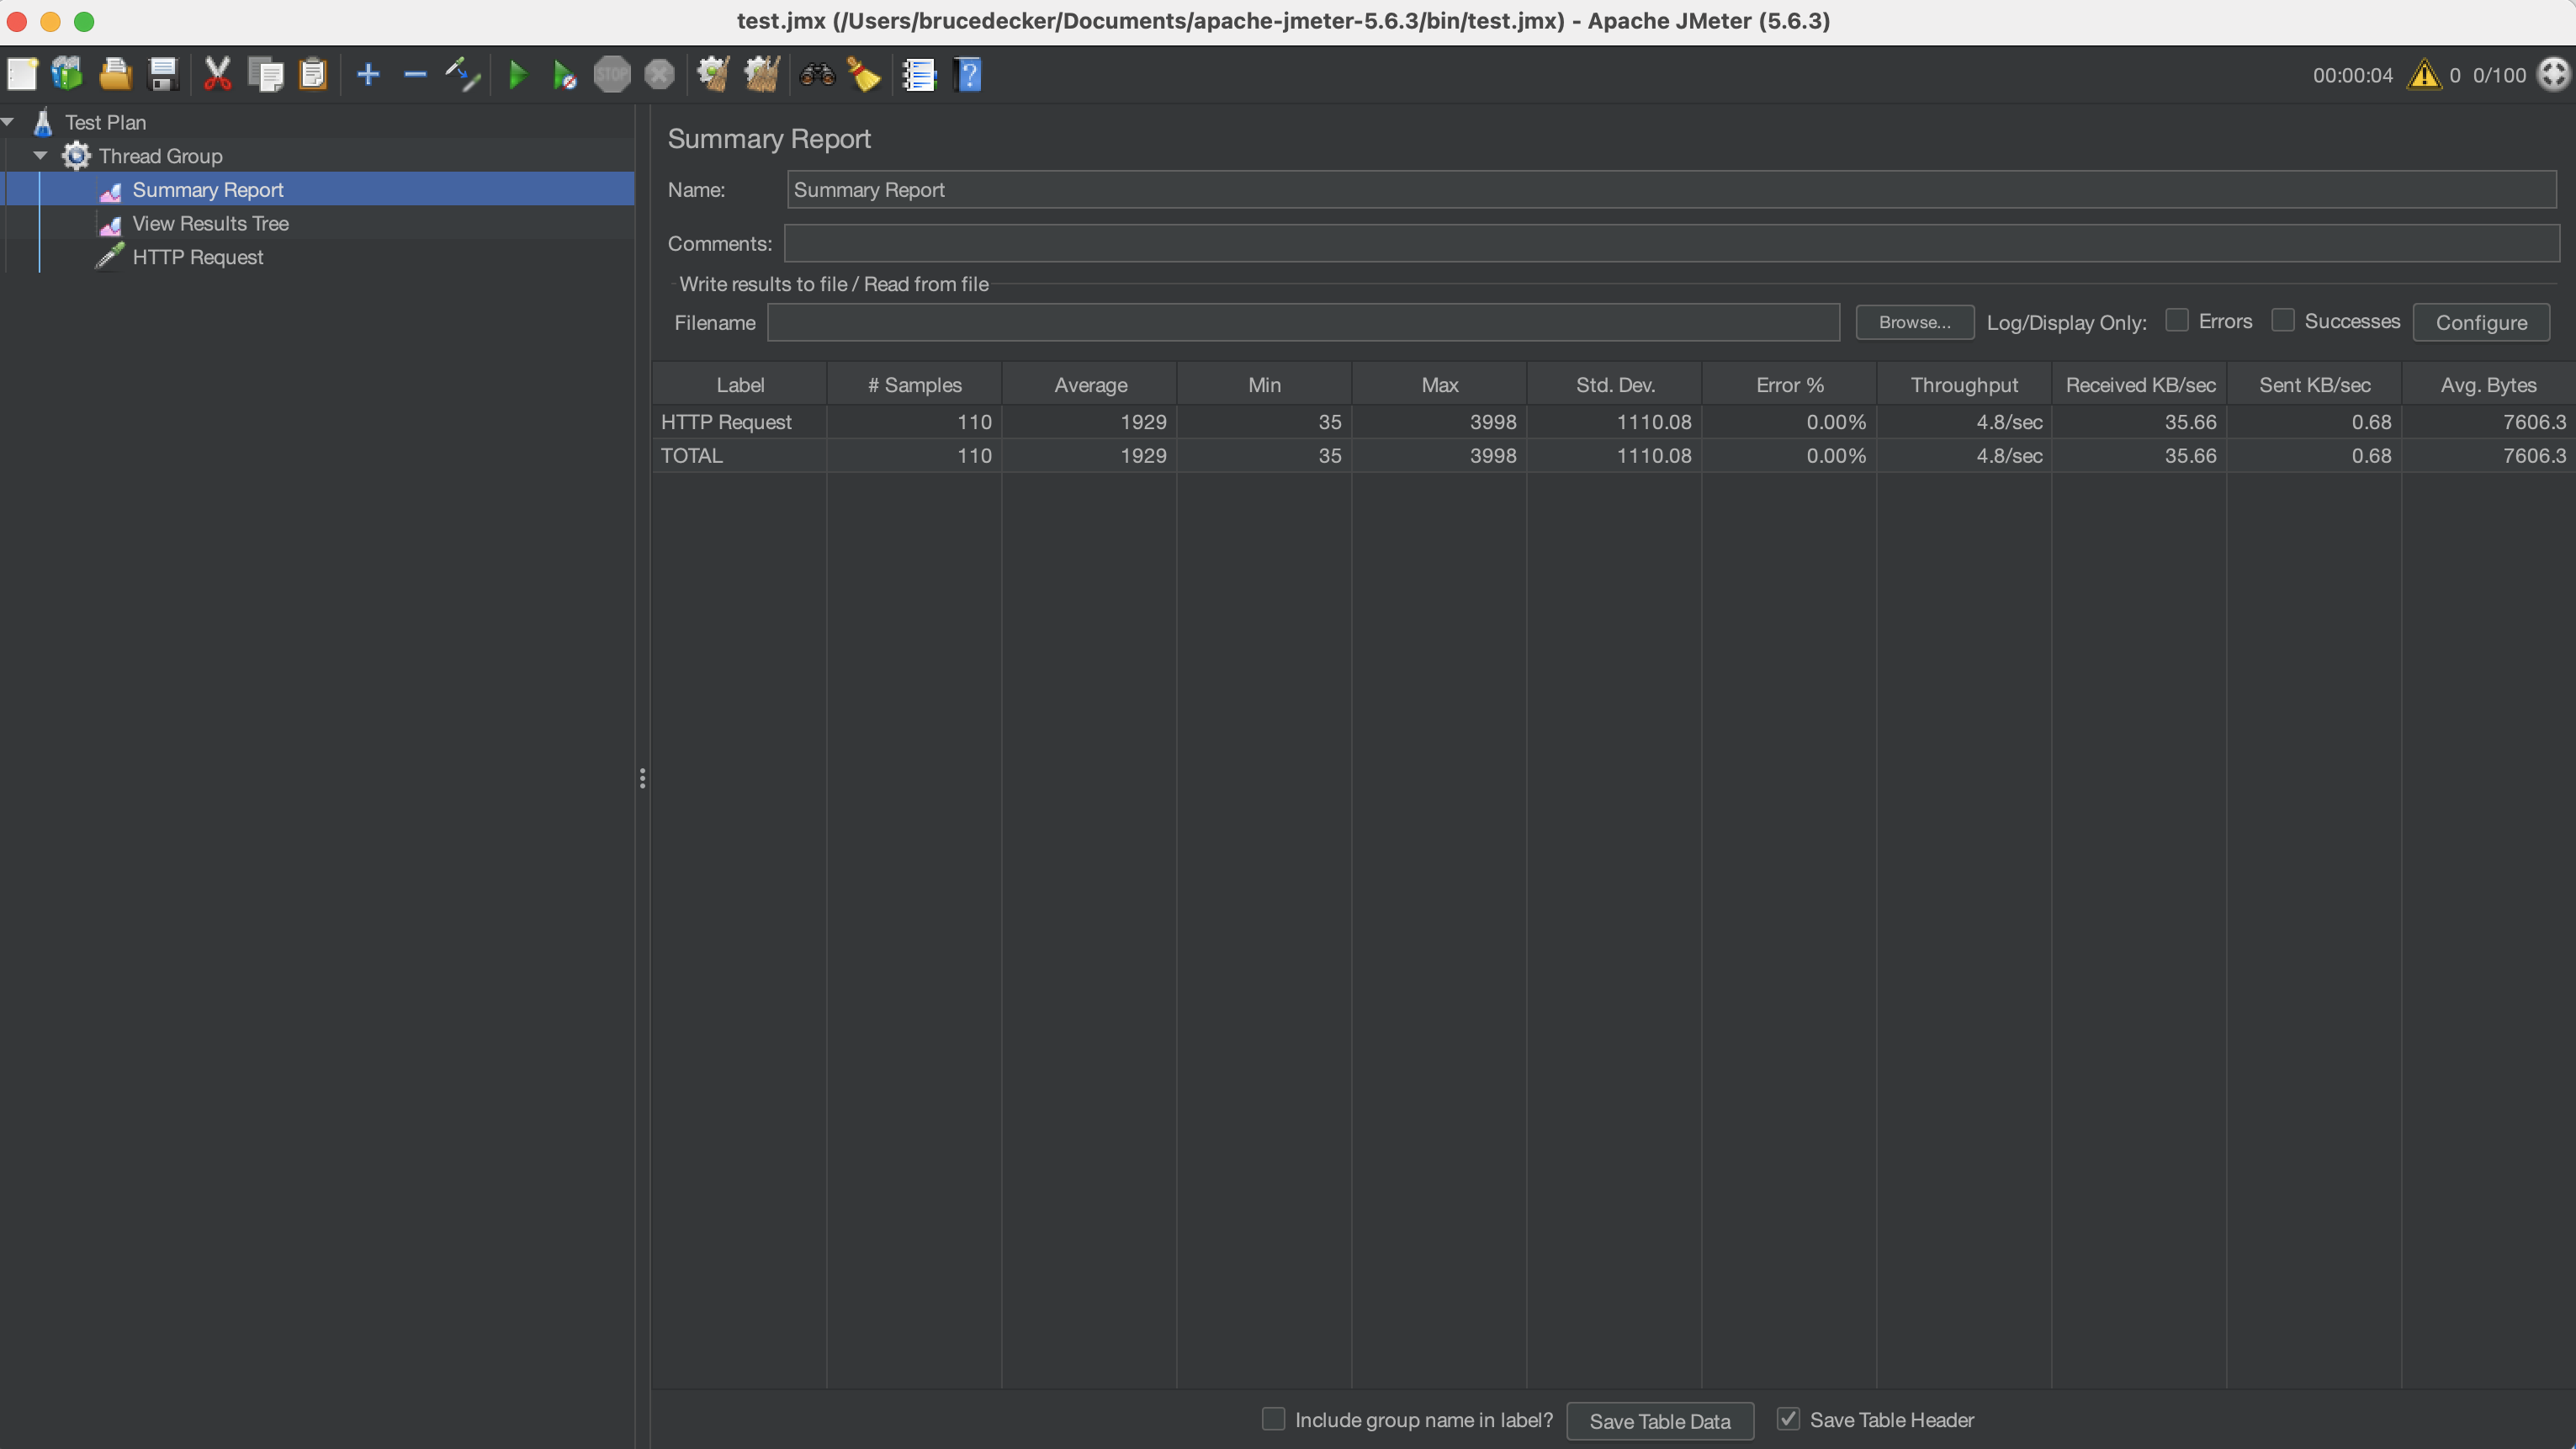 test.jmx (/Users/brucedecker/Documents/apache-jmeter-5.6.3/bin/test.jmx) - Apache JMeter (5.6.3)
STOP
00:00:04 0 0/100
Test Plan
Thread Group
Summary Report
View Results Tree
HTTP Request
Summary Report
Name: Summary Report
Comments:
Write results to file / Read from file
Filename Browse... Log/Display Only: Errors Successes Configure
Label # Samples Average Min Max Std. Dev. Error % Throughput Received KB/sec Sent KB/sec Avg. Bytes
HTTP Request 110 1929 35 3998 1110.08 0.00% 4.8/sec 35.66 0.68 7606.3
TOTAL 110 1929 35 3998 1110.08 0.00% 4.8/sec 35.66 0.68 7606.3
Include group name in label? Save Table Data Save Table Header